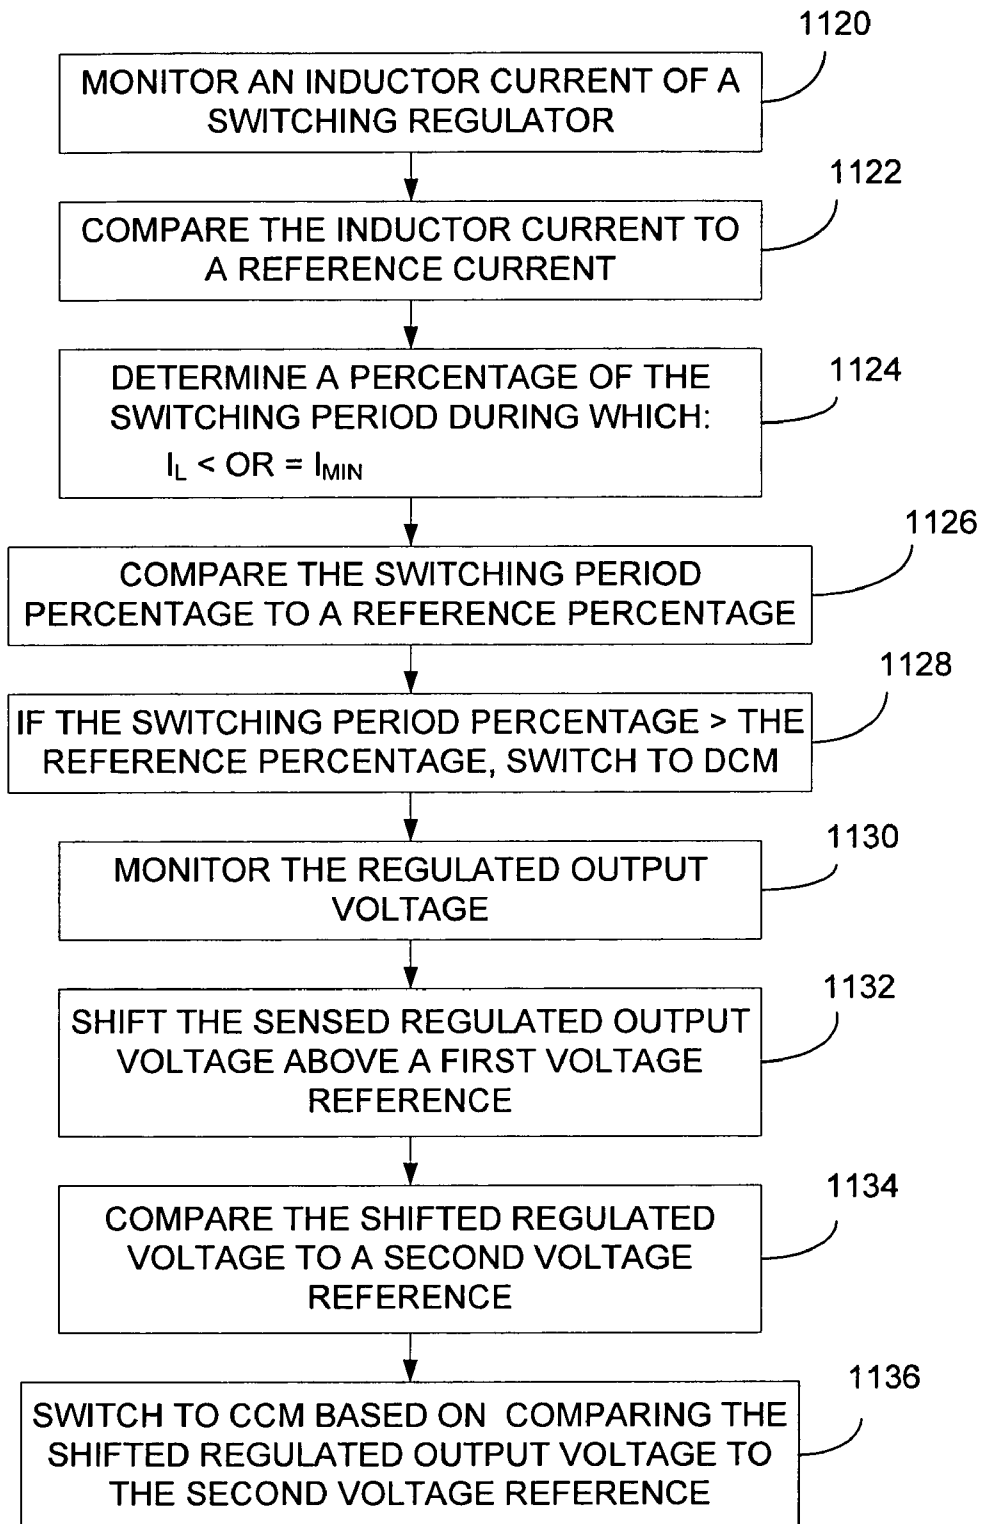 1120
MONITOR AN INDUCTOR CURRENT OF A
SWITCHING REGULATOR
1122
COMPARE THE INDUCTOR CURRENT TO
A REFERENCE CURRENT
1124
DETERMINE A PERCENTAGE OF THE
SWITCHING PERIOD DURING WHICH:
IL < OR = IMIN
1126
COMPARE THE SWITCHING PERIOD
PERCENTAGE TO A REFERENCE PERCENTAGE
1128
IF THE SWITCHING PERIOD PERCENTAGE > THE
REFERENCE PERCENTAGE, SWITCH TO DCM
1130
MONITOR THE REGULATED OUTPUT
VOLTAGE
1132
SHIFT THE SENSED REGULATED OUTPUT
VOLTAGE ABOVE A FIRST VOLTAGE
REFERENCE
1134
COMPARE THE SHIFTED REGULATED
VOLTAGE TO A SECOND VOLTAGE
REFERENCE
1136
SWITCH TO CCM BASED ON COMPARING THE
SHIFTED REGULATED OUTPUT VOLTAGE TO
THE SECOND VOLTAGE REFERENCE